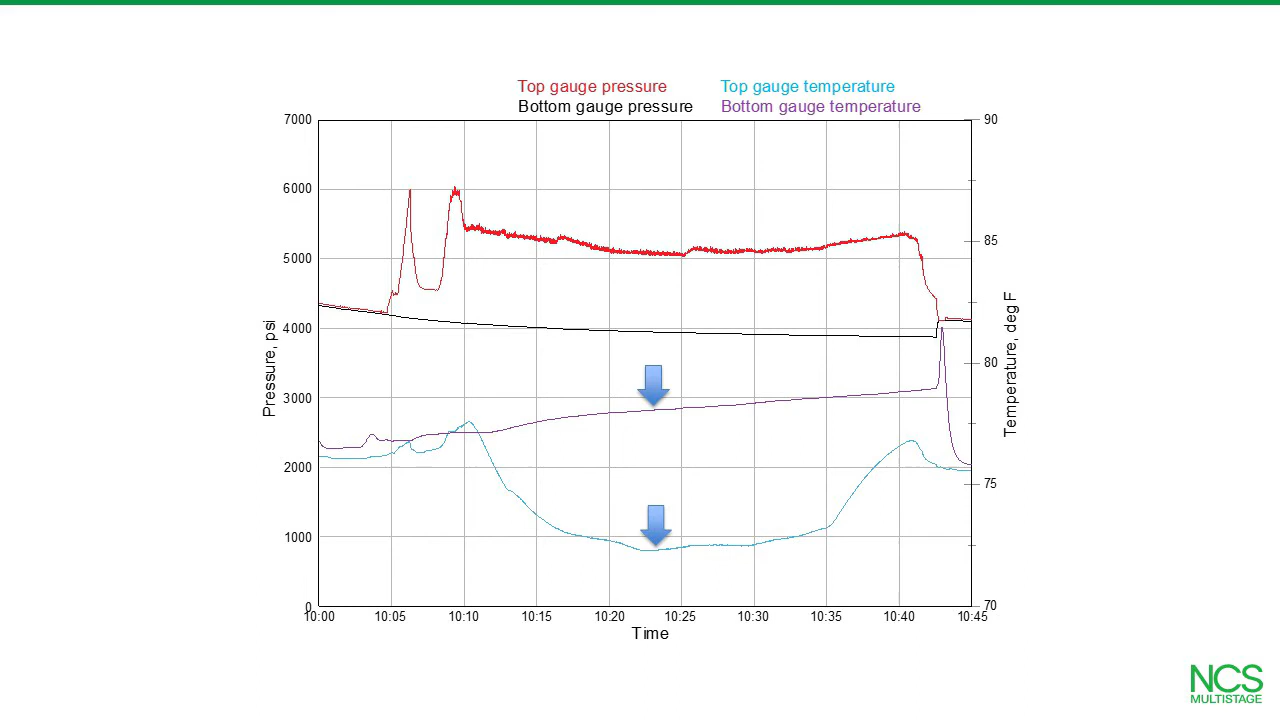 Top gauge pressure
Top gauge temperature
Bottom gauge pressure
Bottom gauge temperature
7000
90
6000
85
5000
4000
80
3000
2000
75
1000
0
70
Pressure, psi
Temperature, deg F
10:00 10:05 10:10 10:15 10:20 10:25 10:30 10:35 10:40 10:45
Time
NCS
MULTISTAGE